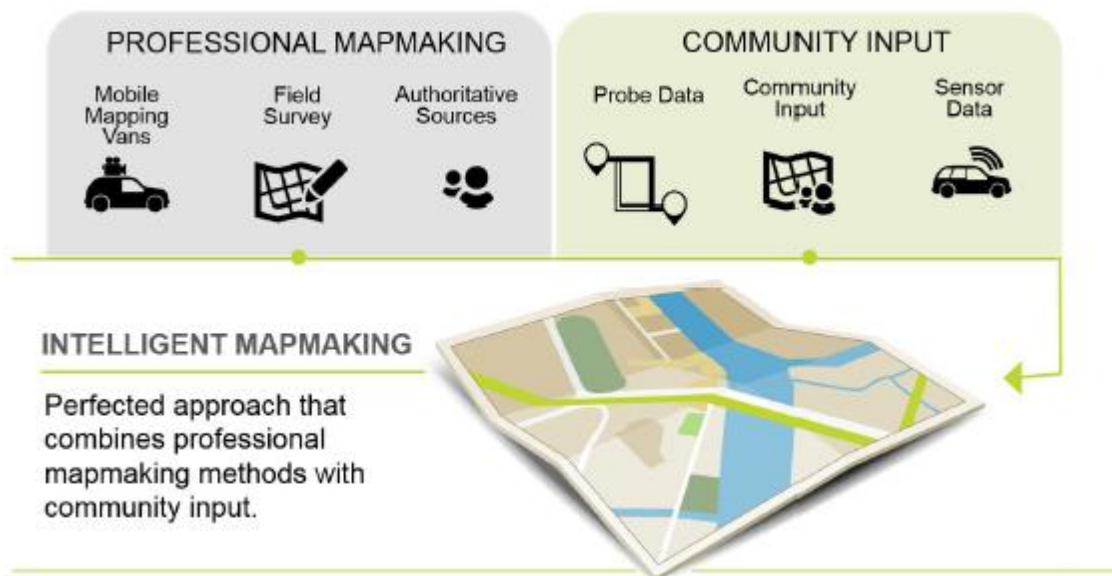 PROFESSIONAL MAPMAKING
COMMUNITY INPUT
Mobile
Mapping
Vans
Field
Survey
Authoritative
Sources
Probe Data
Community
Input
Sensor
Data
INTELLIGENT MAPMAKING
Perfected approach that
combines professional
mapmaking methods with
community input.